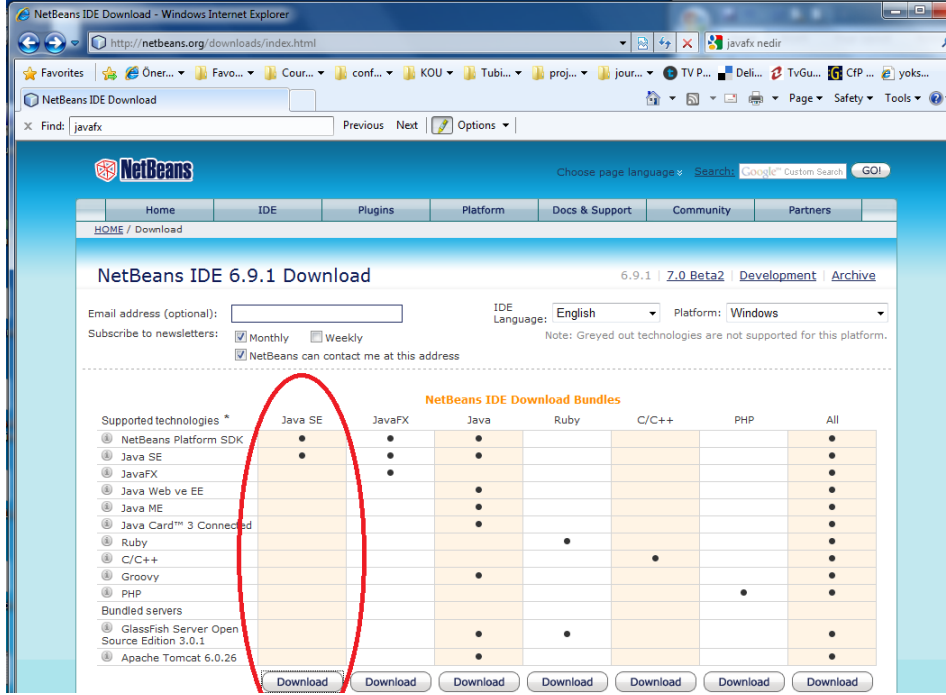 NetBeans IDE Download - Windows Internet Explorer
http://netbeans.org/downloads/index.html
javafx nedir
Favorites Öner... Favo... Cour... conf... KOU Tubi... proj... jour... TV P... Deli... TvGu... CfP ... yoks...
NetBeans IDE Download Page Safety Tools
x Find: javafx Previous Next Options
NetBeans
Choose page language Search: Google™ Custom Search GO!
Home IDE Plugins Platform Docs & Support Community Partners
HOME / Download
NetBeans IDE 6.9.1 Download 6.9.1 | 7.0 Beta2 | Development | Archive
Email address (optional): IDE Language: English Platform: Windows
Subscribe to newsletters: Monthly Weekly Note: Greyed out technologies are not supported for this platform.
NetBeans can contact me at this address
NetBeans IDE Download Bundles
Supported technologies * Java SE JavaFX Java Ruby C/C++ PHP All
NetBeans Platform SDK • • • •
Java SE • • • •
JavaFX • •
Java Web ve EE • •
Java ME • •
Java Card™ 3 Connected • •
Ruby • •
C/C++ • •
Groovy • •
PHP • •
Bundled servers
GlassFish Server Open
Source Edition 3.0.1 • • •
Apache Tomcat 6.0.26 • •
Download Download Download Download Download Download Download